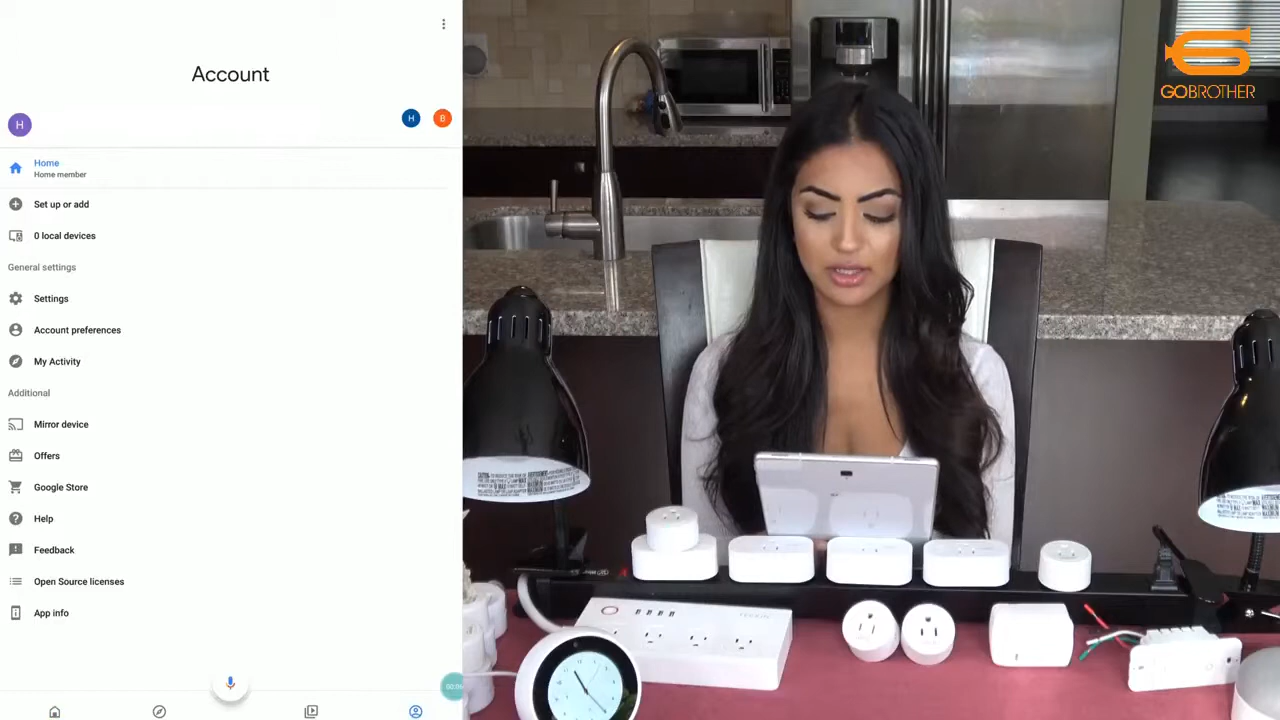 Account
H
H
B
Home
Home member
Set up or add
0 local devices
General settings
Settings
Account preferences
My Activity
Additional
Mirror device
Offers
Google Store
Help
Feedback
Open Source licenses
App info
GOBROTHER